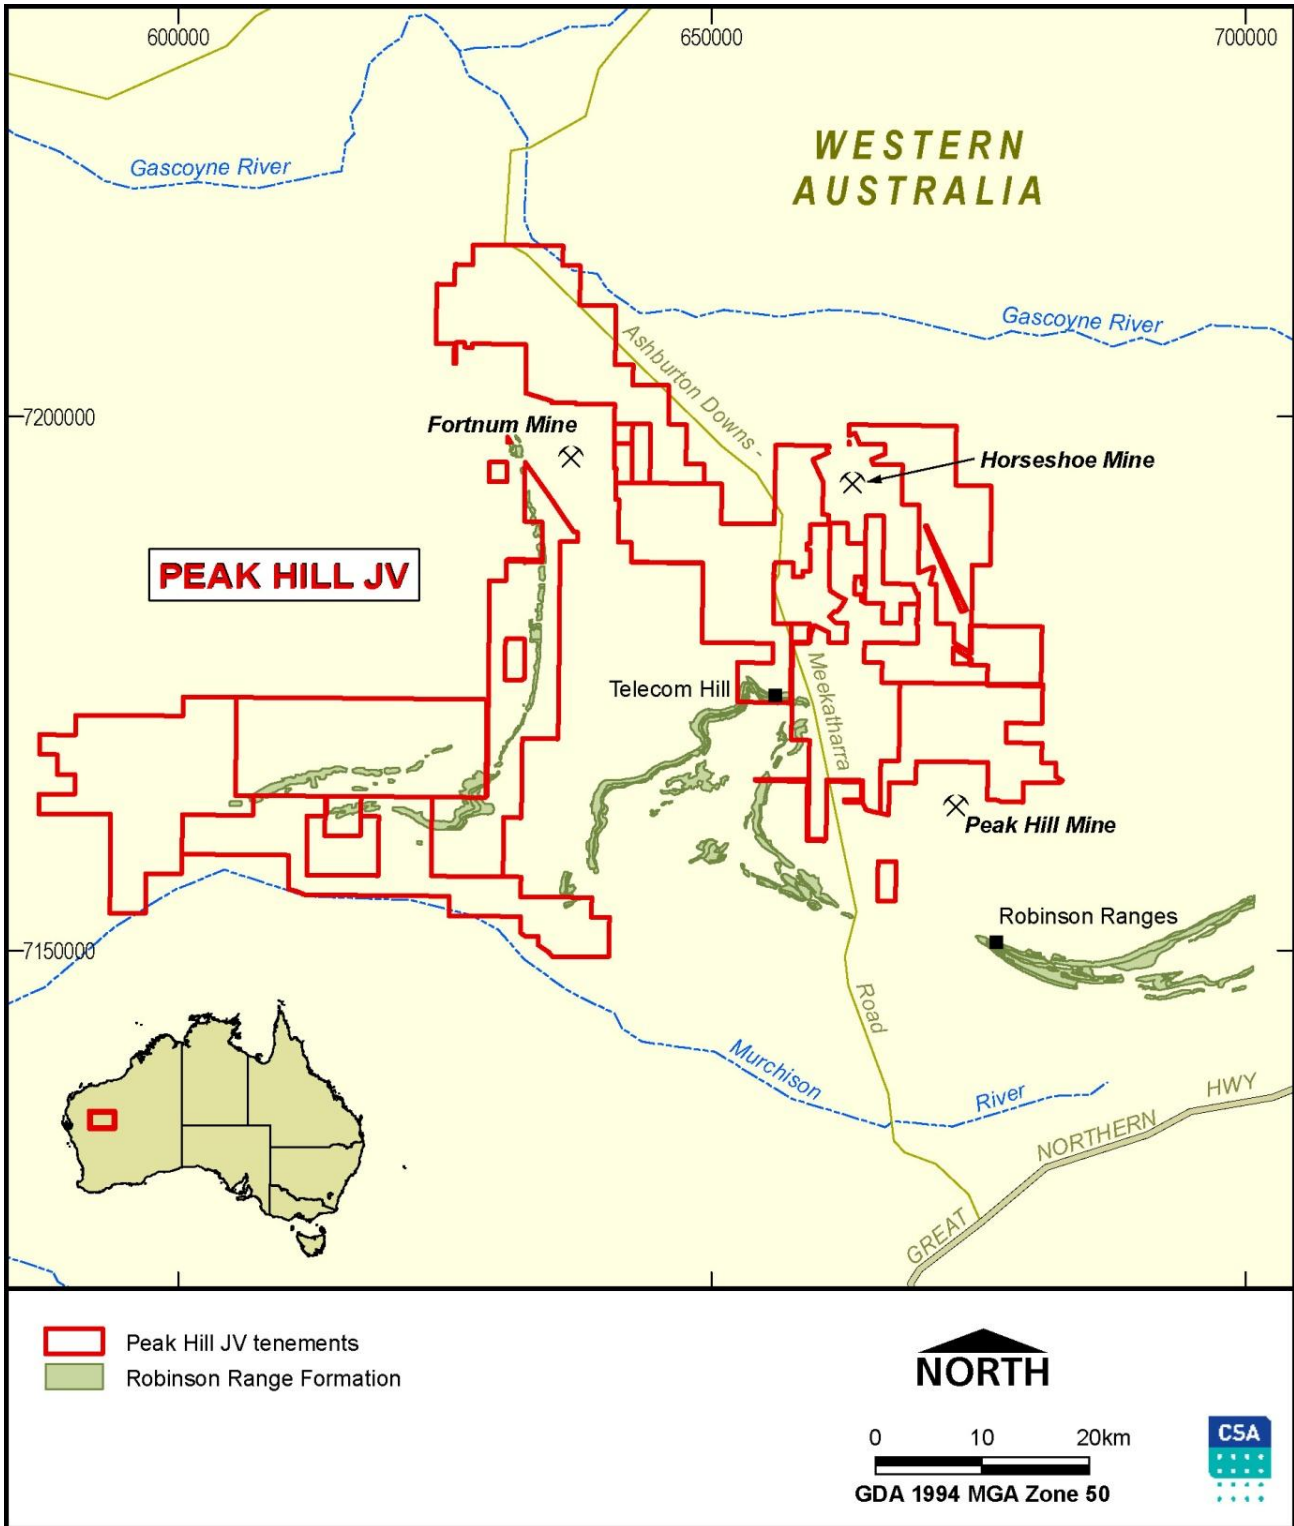 600000
650000
700000
WESTERN
AUSTRALIA
Gascoyne River
Gascoyne River
Ashburton Downs -
7200000
Fortnum Mine
Horseshoe Mine
PEAK HILL JV
Telecom Hill
Meekatharra
Peak Hill Mine
Robinson Ranges
7150000
Road
Murchison
River
NORTHERN
HWY
GREAT
Peak Hill JV tenements
Robinson Range Formation
NORTH
0 10 20km
GDA 1994 MGA Zone 50
CSA